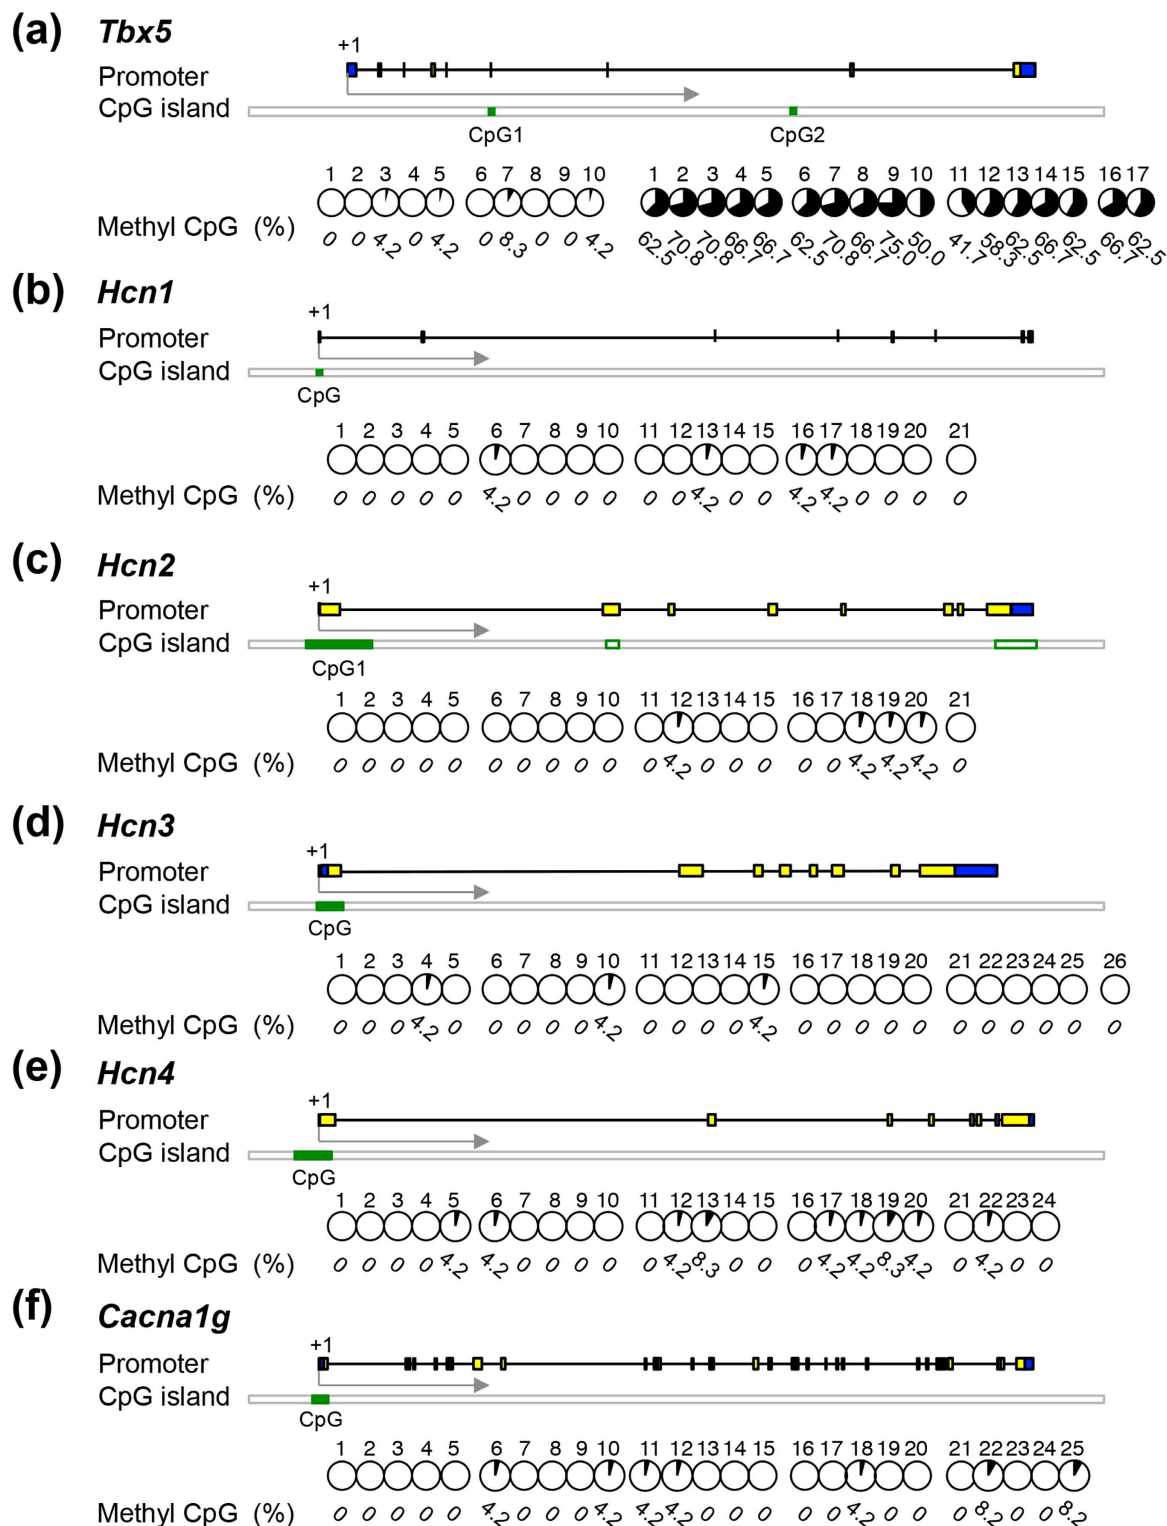 (a) Tbx5
+1
Promoter
CpG island
CpG1 CpG2
1 2 3 4 5 6 7 8 9 10 1 2 3 4 5 6 7 8 9 10 11 12 13 14 15 16 17
Methyl CpG (%) 0 0 4.2 0 4.2 0 8.3 0 0 4.2 62.5 70.8 70.8 66.7 66.7 62.5 70.8 66.7 75.0 50.0 41.7 58.3 62.5 66.7 62.5 66.7 62.5
(b) Hcn1
+1
Promoter
CpG island
CpG
1 2 3 4 5 6 7 8 9 10 11 12 13 14 15 16 17 18 19 20 21
Methyl CpG (%) 0 0 0 0 0 4.2 0 0 0 0 0 0 4.2 0 0 4.2 4.2 0 0 0 0
(c) Hcn2
+1
Promoter
CpG island
CpG1
1 2 3 4 5 6 7 8 9 10 11 12 13 14 15 16 17 18 19 20 21
Methyl CpG (%) 0 0 0 0 0 0 0 0 0 0 0 4.2 0 0 0 0 0 4.2 4.2 4.2 0
(d) Hcn3
+1
Promoter
CpG island
CpG
1 2 3 4 5 6 7 8 9 10 11 12 13 14 15 16 17 18 19 20 21 22 23 24 25 26
Methyl CpG (%) 0 0 0 4.2 0 0 0 0 0 4.2 0 0 0 0 4.2 0 0 0 0 0 0 0 0 0 0 0
(e) Hcn4
+1
Promoter
CpG island
CpG
1 2 3 4 5 6 7 8 9 10 11 12 13 14 15 16 17 18 19 20 21 22 23 24
Methyl CpG (%) 0 0 0 0 4.2 4.2 0 0 0 0 0 4.2 8.3 0 0 0 4.2 4.2 8.3 4.2 0 4.2 0 0
(f) Cacna1g
+1
Promoter
CpG island
CpG
1 2 3 4 5 6 7 8 9 10 11 12 13 14 15 16 17 18 19 20 21 22 23 24 25
Methyl CpG (%) 0 0 0 0 0 4.2 0 0 0 4.2 4.2 4.2 0 0 0 0 0 4.2 0 0 0 8.2 0 0 8.2